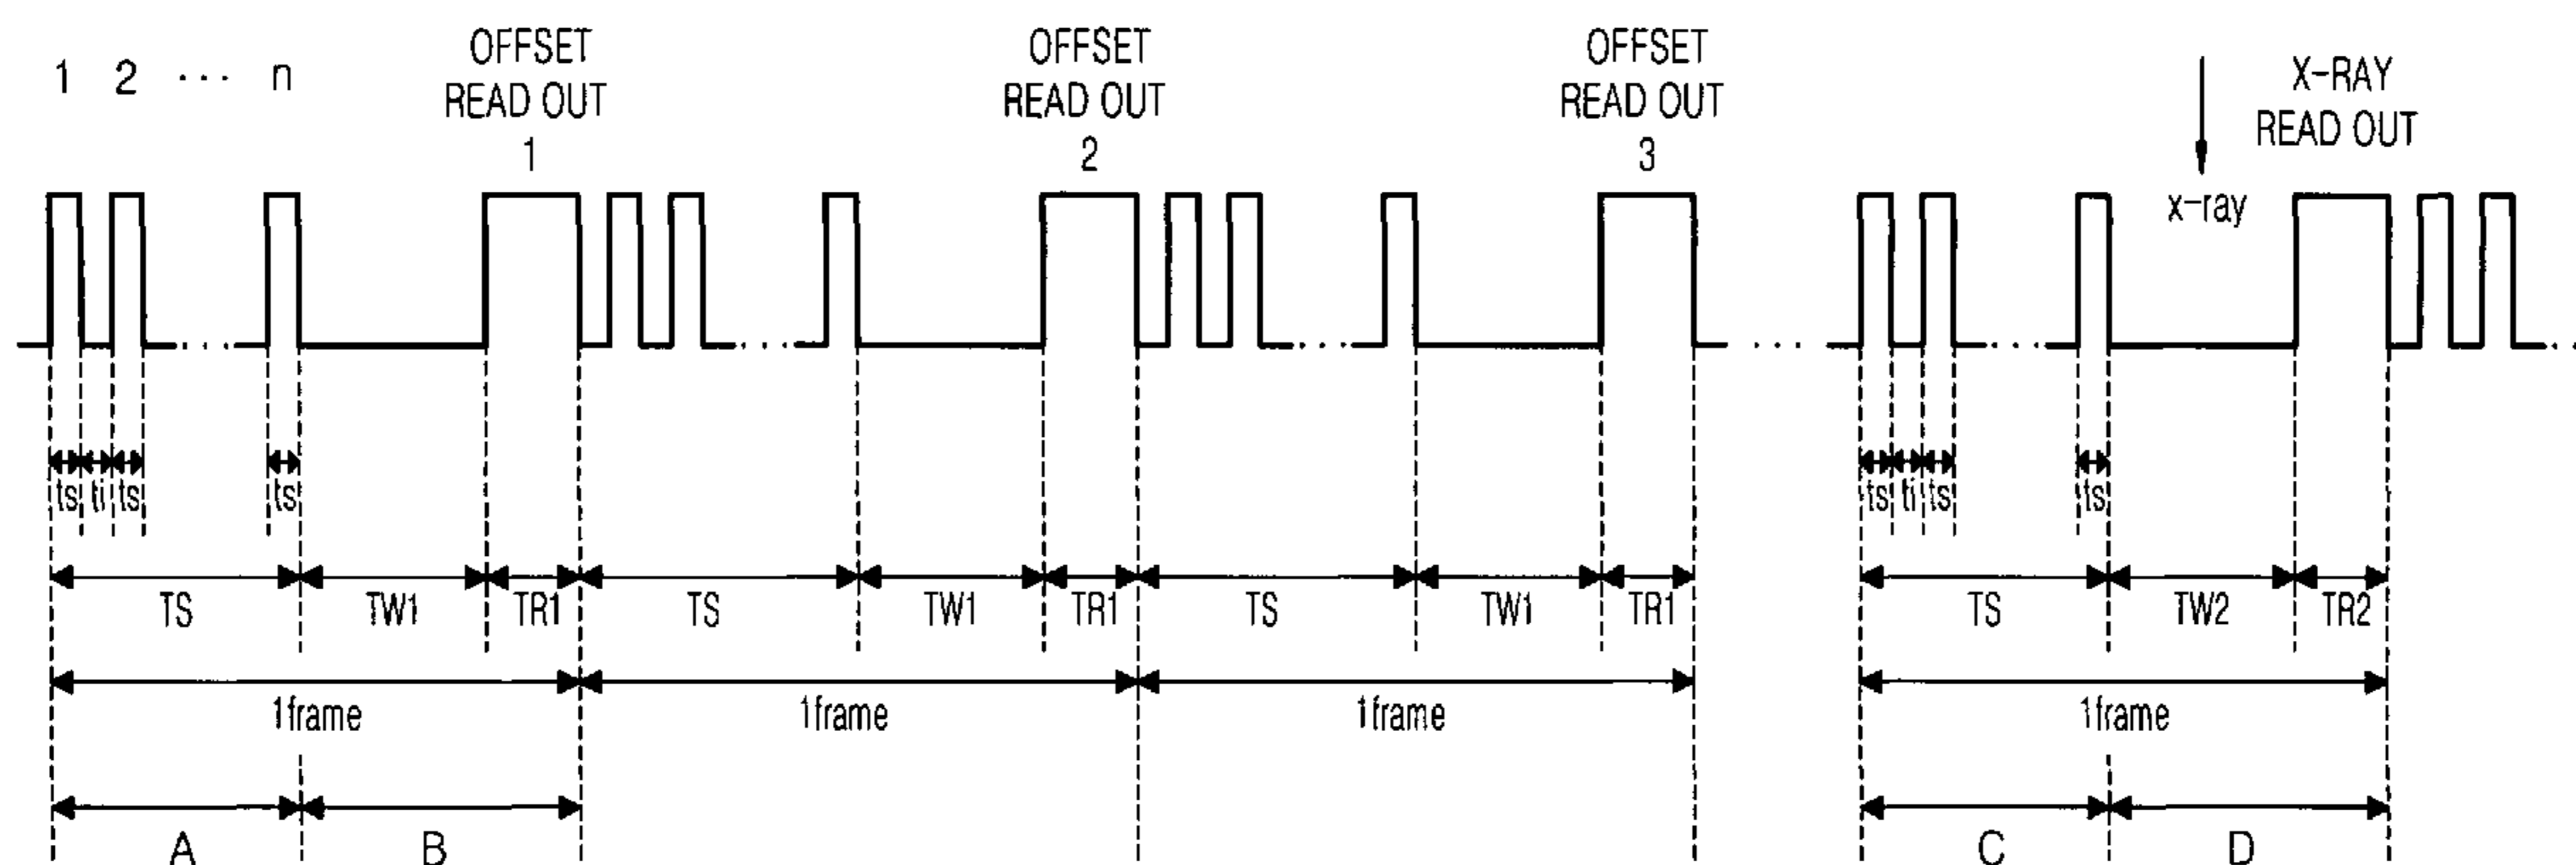 1 2 ... n
OFFSET
READ OUT
1
OFFSET
READ OUT
2
OFFSET
READ OUT
3
X-RAY
READ OUT
x-ray
ts ti ts ts
ts ti ts ts
TS TW1 TR1 TS TW1 TR1 TS TW1 TR1 TS TW2 TR2
1frame 1frame 1frame 1frame
A B C D